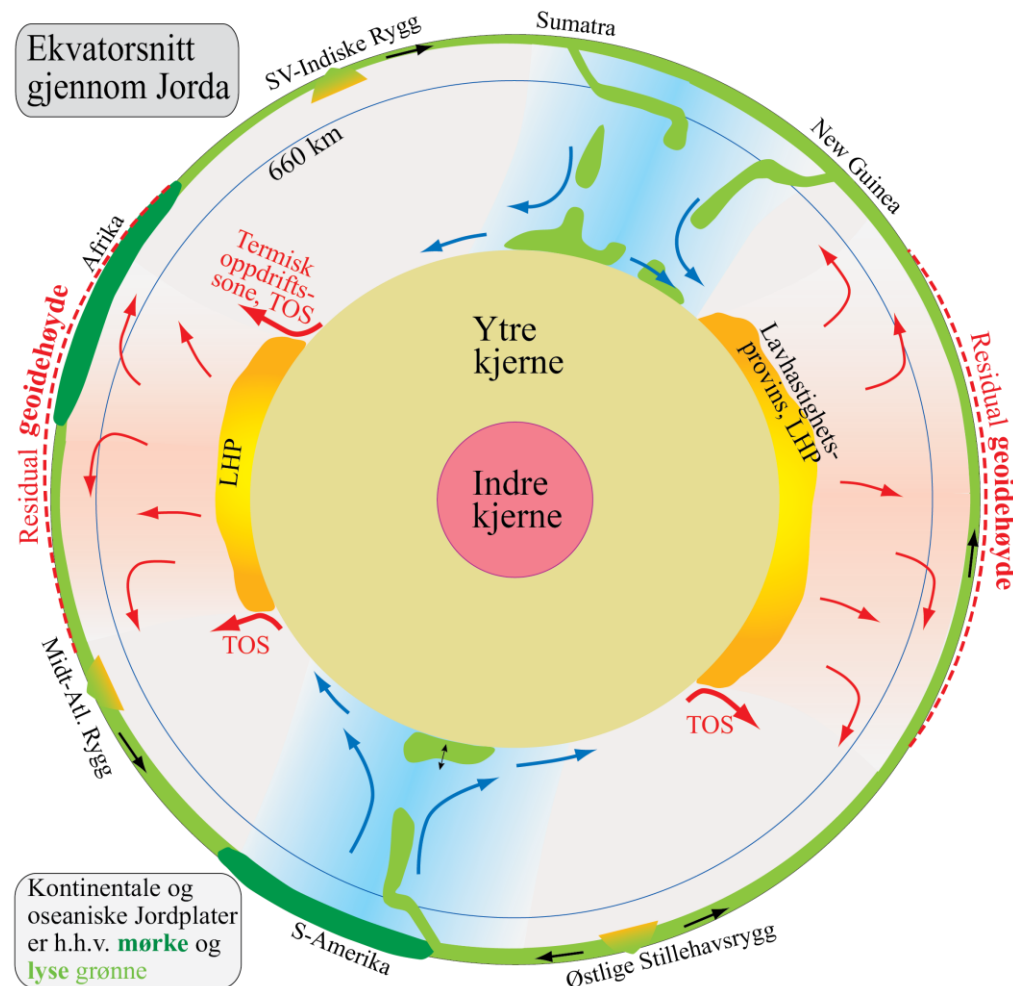 Ekvatorsnitt
gjennom Jorda
SV-Indiske Rygg
Sumatra
New Guinea
660 km
Afrika
Residual geoidehøyde
Termisk
oppdrifts-
sone, TOS
Ytre
kjerne
Lavhastighets-
provins, LHP
Residual geoidehøyde
LHP
Indre
kjerne
TOS
TOS
Midt-Atl. Rygg
S-Amerika
Østlige Stillehavsrygg
Kontinentale og
oseaniske Jordplater
er h.h.v. mørke og
lyse grønne